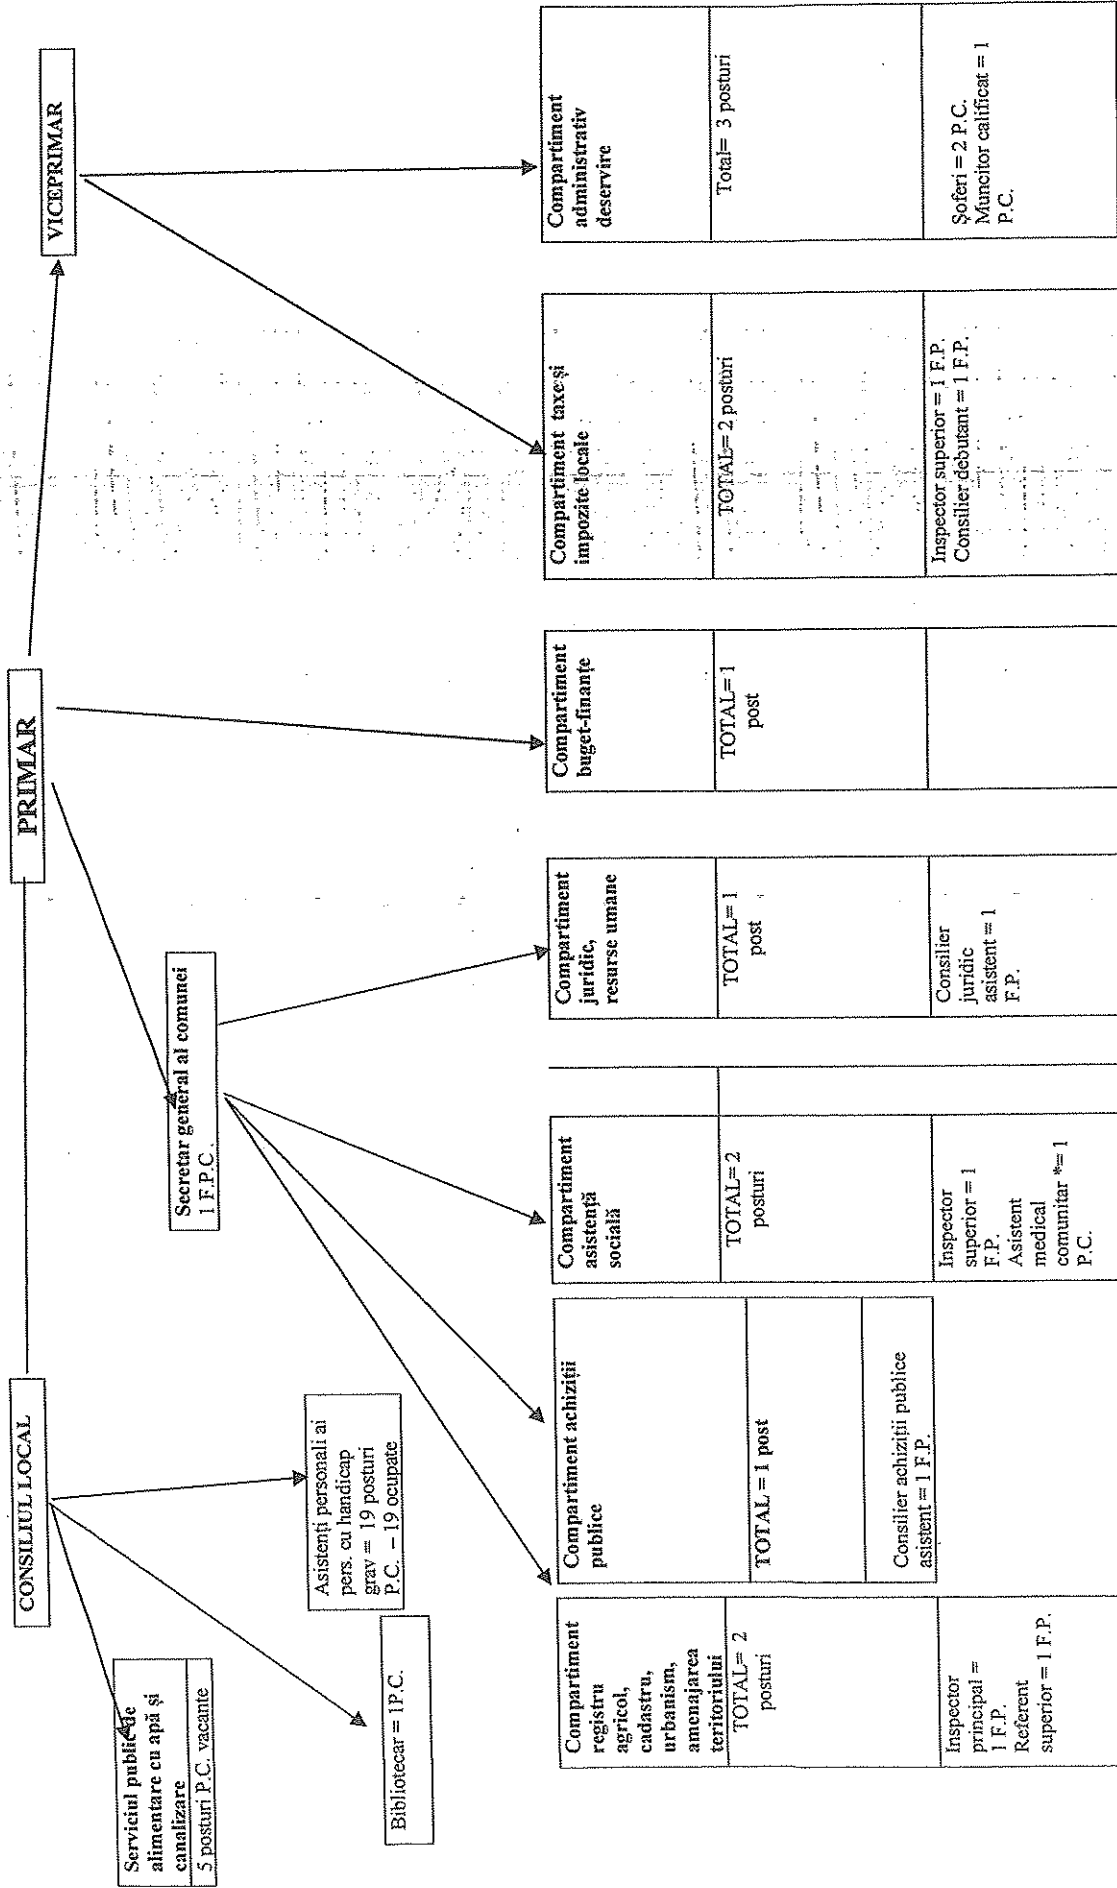 CONSILIUL LOCAL
PRIMAR
VICEPRIMAR
Serviciul public de
alimentare cu apă și
canalizare
5 posturi P.C. vacante
Bibliotecar = 1P.C.
Asistenți personali ai
pers. cu handicap
grav = 19 posturi
P.C. – 19 ocupate
Secretar general al comunei
1 F.P.C .
Compartiment
registru
agricol,
cadastru,
urbanism,
amenajarea
teritoriului
TOTAL= 2
posturi
Inspector
principal =
1 F.P.
Referent
superior = 1 F.P.
Compartiment achiziții
publice
TOTAL = 1 post
Consilier achiziții publice
asistent = 1 F.P.
Compartiment
asistență
socială
TOTAL= 2
posturi
Inspector
superior = 1
F.P.
Asistent
medical
comunitar *= 1
P.C.
Compartiment
juridic,
resurse umane
TOTAL= 1
post
Consilier
juridic
asistent = 1
F.P.
Compartiment
buget-finanțe
TOTAL= 1
post
Compartiment taxe și
impozite locale
TOTAL= 2 posturi
Inspector superior = 1 F.P.
Consilier debutant = 1 F.P.
Compartiment
administrativ
deservire
Total= 3 posturi
Șoferi = 2 P.C.
Muncitor calificat = 1
P.C.